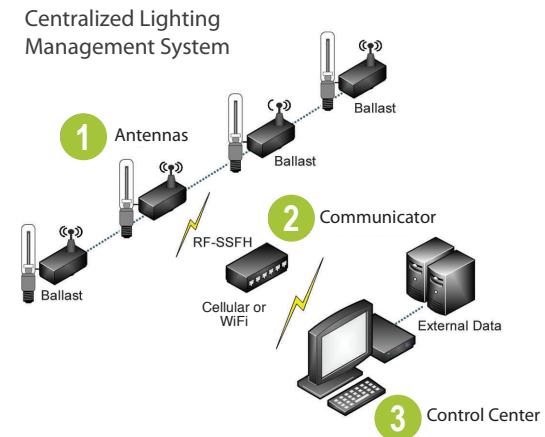 Centralized Lighting
Management System
Ballast
1 Antennas
Ballast
2 Communicator
RF-SSFH
Ballast
Cellular or
WiFi
External Data
3 Control Center